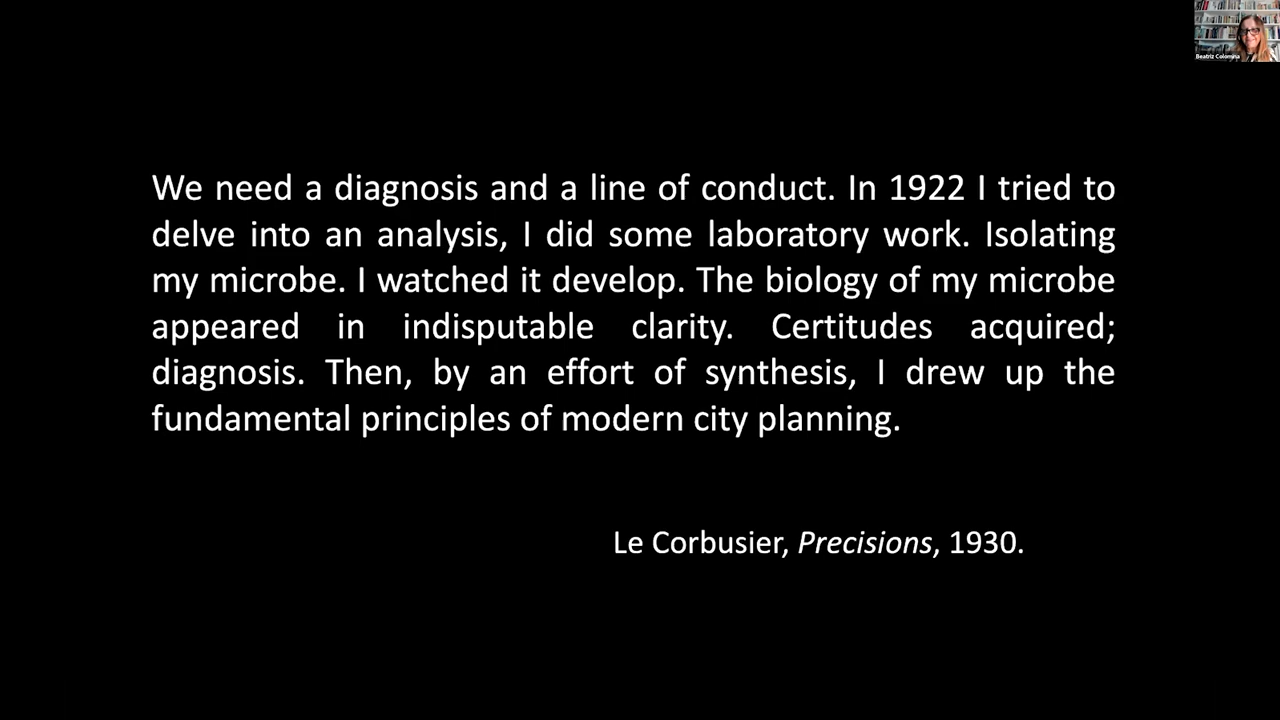 Beatriz Colomina
We need a diagnosis and a line of conduct. In 1922 I tried to
delve into an analysis, I did some laboratory work. Isolating
my microbe. I watched it develop. The biology of my microbe
appeared in indisputable clarity. Certitudes acquired;
diagnosis. Then, by an effort of synthesis, I drew up the
fundamental principles of modern city planning.
Le Corbusier, Precisions, 1930.